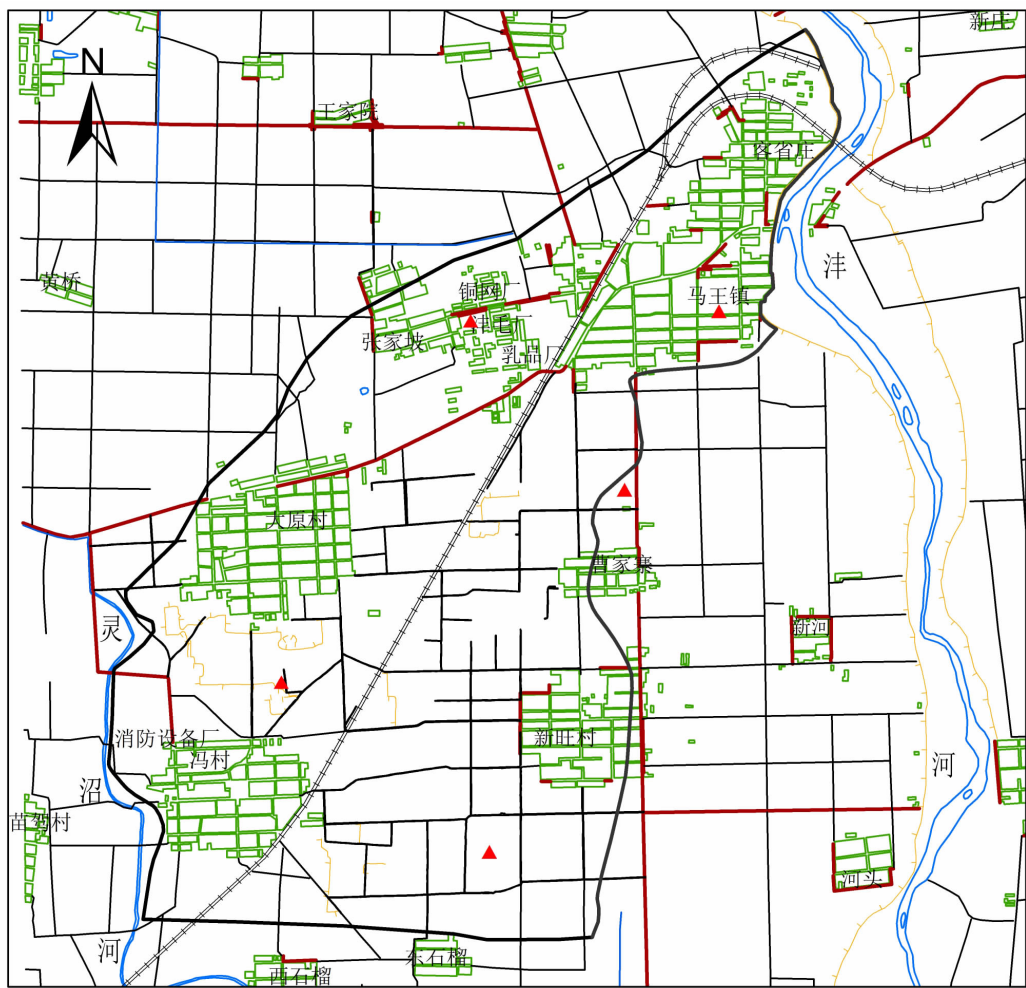 新庄
N
王家院
客省庄
沣
黄桥
铜网厂
马王镇
沣毛厂
张家坡
乳品厂
大原村
曹家寨
灵
新河
消防设备厂
新旺村
冯村
河
沼
苗驾村
河头
河
东石榴
西石榴